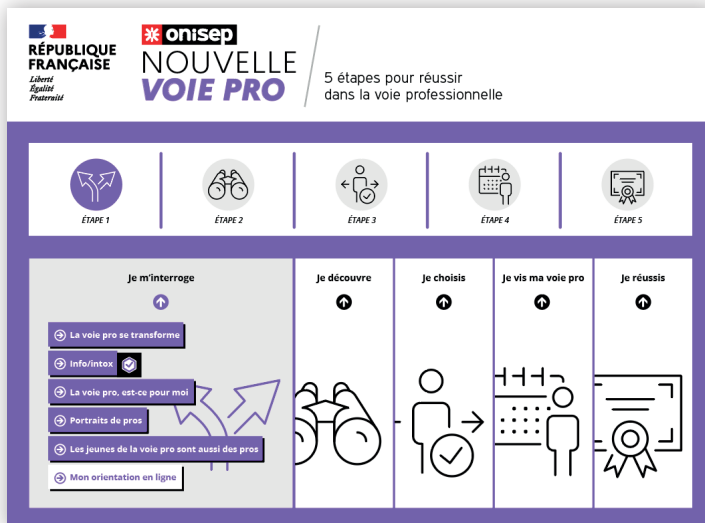 RÉPUBLIQUE
FRANÇAISE
Liberté
Égalité
Fraternité
onisep
NOUVELLE
VOIE PRO
5 étapes pour réussir
dans la voie professionnelle
ÉTAPE 1
ÉTAPE 2
ÉTAPE 3
ÉTAPE 4
ÉTAPE 5
Je m'interroge
La voie pro se transforme
Info/intox
La voie pro, est-ce pour moi
Portraits de pros
Les jeunes de la voie pro sont aussi des pros
Mon orientation en ligne
Je découvre
Je choisis
Je vis ma voie pro
Je réussis